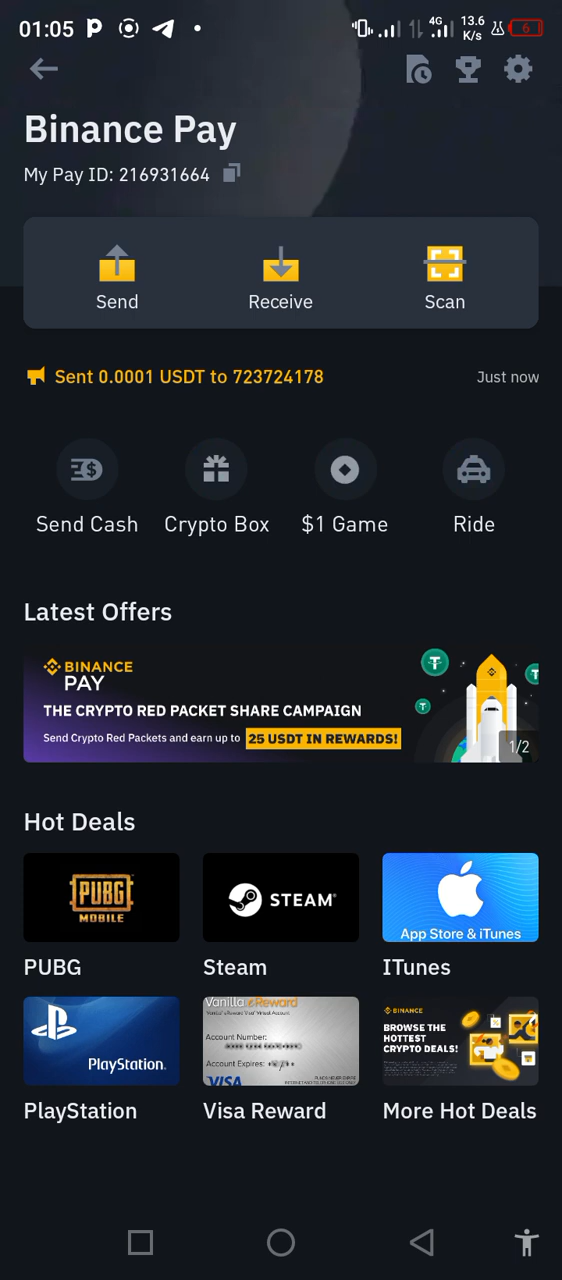 01:05
4G
13.6
K/s
6
Binance Pay
My Pay ID: 216931664
Send
Receive
Scan
Sent 0.0001 USDT to 723724178
Just now
Send Cash
Crypto Box
$1 Game
Ride
Latest Offers
BINANCE
PAY
THE CRYPTO RED PACKET SHARE CAMPAIGN
Send Crypto Red Packets and earn up to 25 USDT IN REWARDS!
1/2
Hot Deals
PUBG
MOBILE
STEAM
App Store & iTunes
PUBG
Steam
ITunes
PlayStation
Vanilla eReward
Account Number:
Account Expires:
VISA
BINANCE
BROWSE THE
HOTTEST
CRYPTO DEALS!
PlayStation
Visa Reward
More Hot Deals